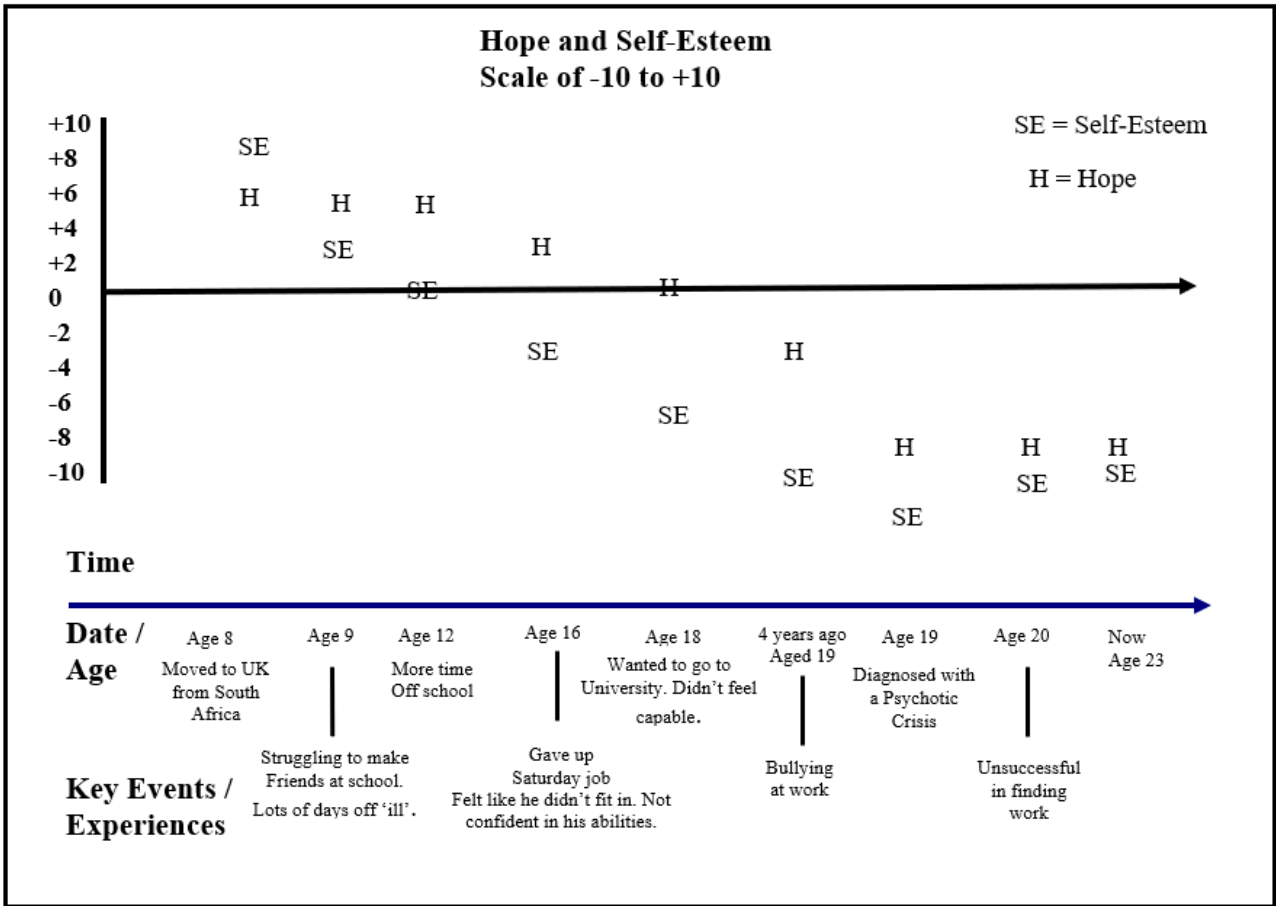 Hope and Self-Esteem
Scale of -10 to +10
SE = Self-Esteem
H = Hope
+10
+8
+6
+4
+2
0
-2
-4
-6
-8
-10
SE
H
H
SE
H
SE
H
SE
H
SE
H
SE
H
SE
H
SE
H
SE
Time
Date /
Age
Age 8
Moved to UK
from South
Africa
Age 9
Struggling to make
Friends at school.
Lots of days off ‘ill’.
Age 12
More time
Off school
Age 16
Gave up
Saturday job
Felt like he didn’t fit in. Not
confident in his abilities.
Age 18
Wanted to go to
University. Didn’t feel
capable.
4 years ago
Aged 19
Bullying
at work
Age 19
Diagnosed with
a Psychotic
Crisis
Age 20
Unsuccessful
in finding
work
Now
Age 23
Key Events /
Experiences